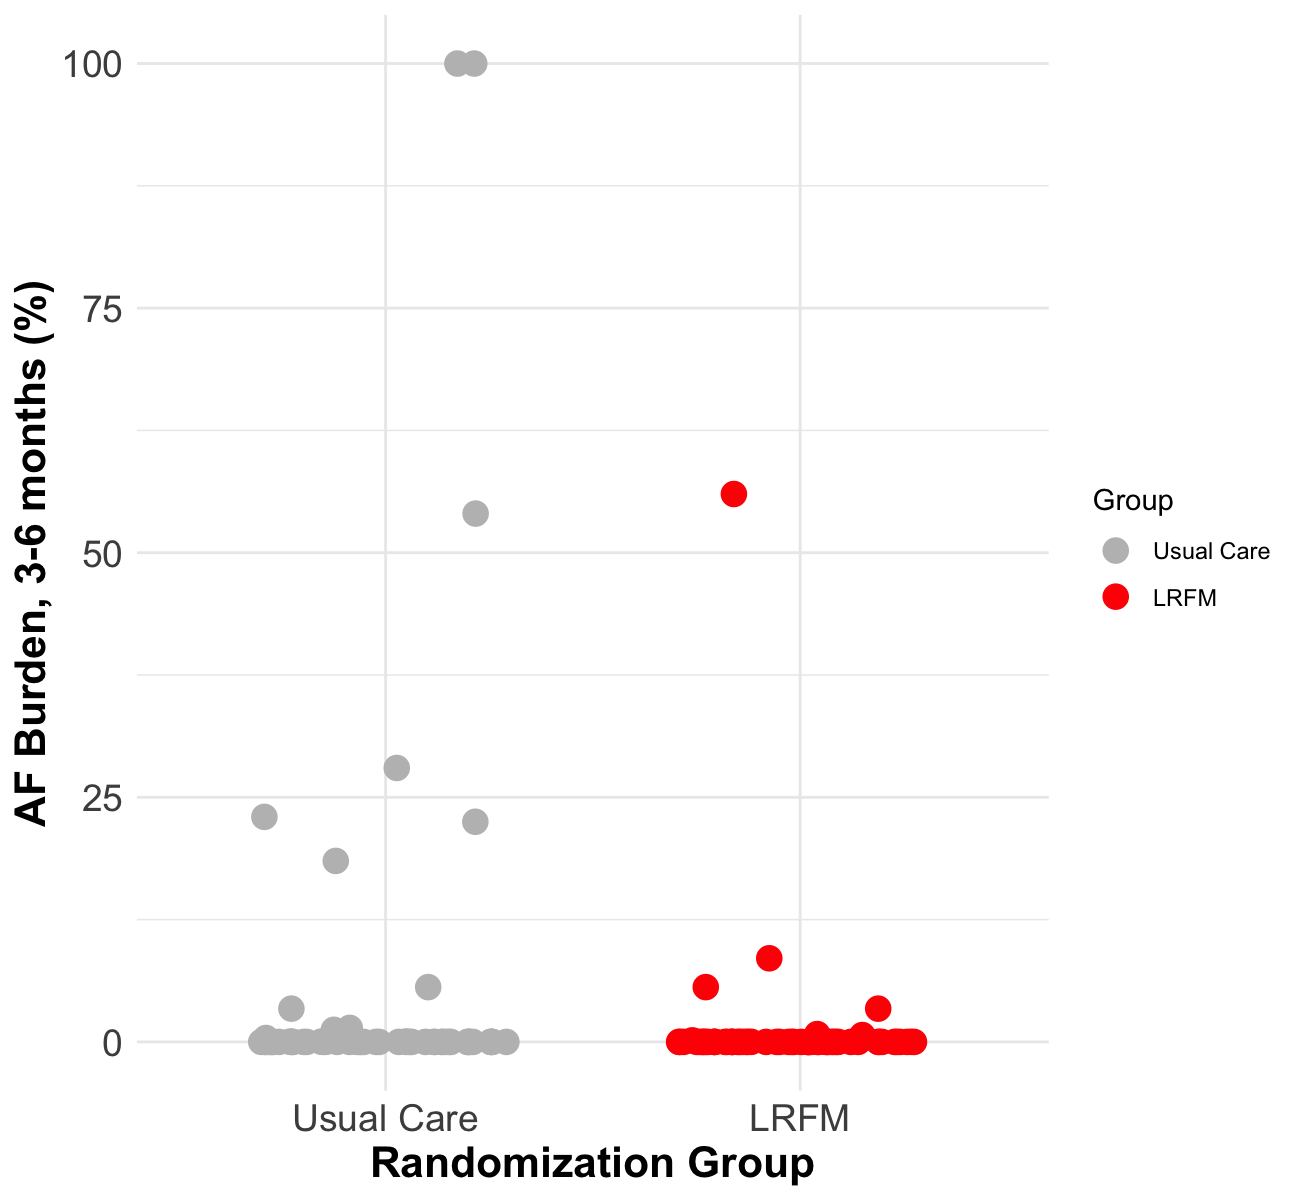 100
75
50
25
0
AF Burden, 3-6 months (%)
Usual Care
LRFM
Randomization Group
Group
Usual Care
LRFM